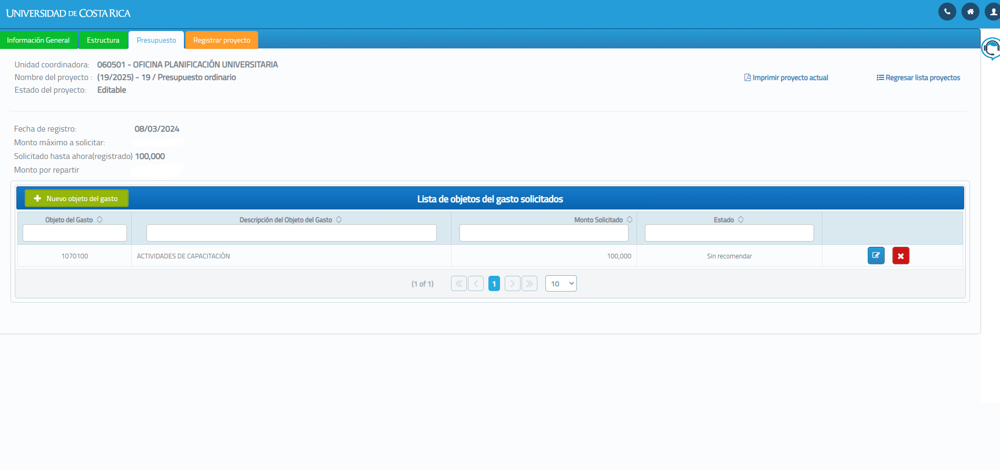 UNIVERSIDAD DE COSTA RICA
Información General Estructura Presupuesto Registrar proyecto
Unidad coordinadora: 060501 - OFICINA PLANIFICACIÓN UNIVERSITARIA
Nombre del proyecto : (19/2025) - 19 / Presupuesto ordinario
Imprimir proyecto actual Regresar lista proyectos
Estado del proyecto: Editable
Fecha de registro: 08/03/2024
Monto máximo a solicitar:
Solicitado hasta ahora(registrado) 100,000
Monto por repartir
Nuevo objeto del gasto Lista de objetos del gasto solicitados
Objeto del Gasto Descripción del Objeto del Gasto Monto Solicitado Estado
1070100 ACTIVIDADES DE CAPACITACIÓN 100,000 Sin recomendar
(1 of 1) 1 10